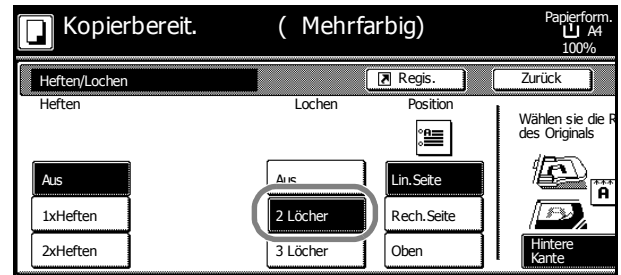 Kopierbereit. ( Mehrfarbig) Papierform.
A4
100%
Heften/Lochen Regis. Zurück
Heften Lochen Position
Wählen sie die R
des Originals
Aus Aus Lin.Seite
1xHeften 2 Löcher Rech.Seite
2xHeften 3 Löcher Oben
Hintere
Kante